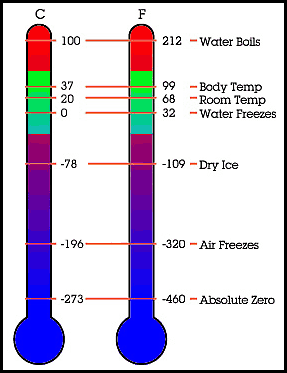 C F
100 212 Water Boils
37 99 Body Temp
20 68 Room Temp
0 32 Water Freezes
-78 -109 Dry Ice
-196 -320 Air Freezes
-273 -460 Absolute Zero